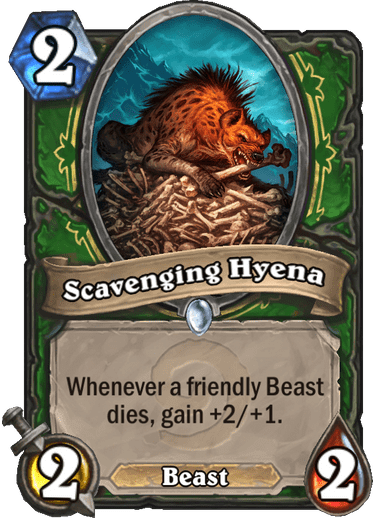 2
Scavenging Hyena
Whenever a friendly Beast
dies, gain +2/+1.
2
Beast
2